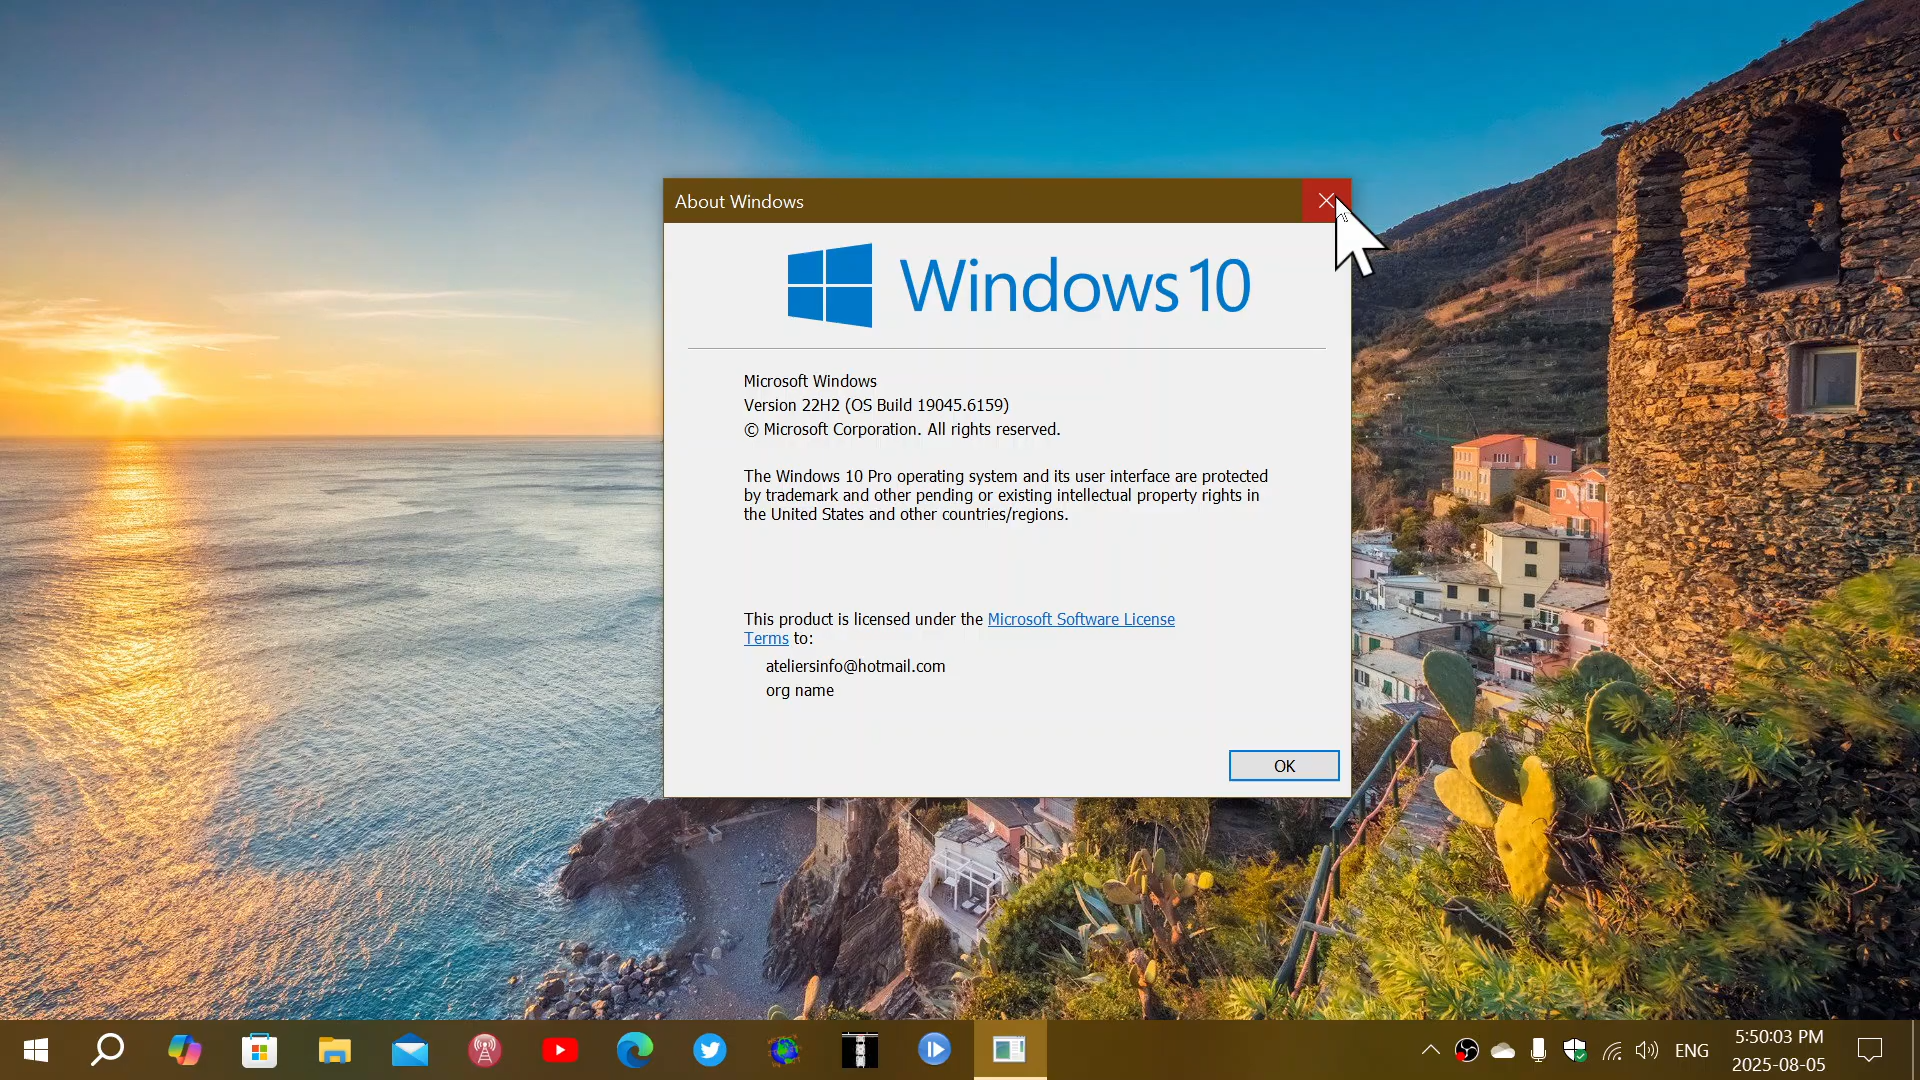 About Windows
Windows 10
Microsoft Windows
Version 22H2 (OS Build 19045.6159)
© Microsoft Corporation. All rights reserved.
The Windows 10 Pro operating system and its user interface are protected
by trademark and other pending or existing intellectual property rights in
the United States and other countries/regions.
This product is licensed under the Microsoft Software License
Terms to:
ateliersinfo@hotmail.com
org name
OK
ENG
5:50:03 PM
2025-08-05